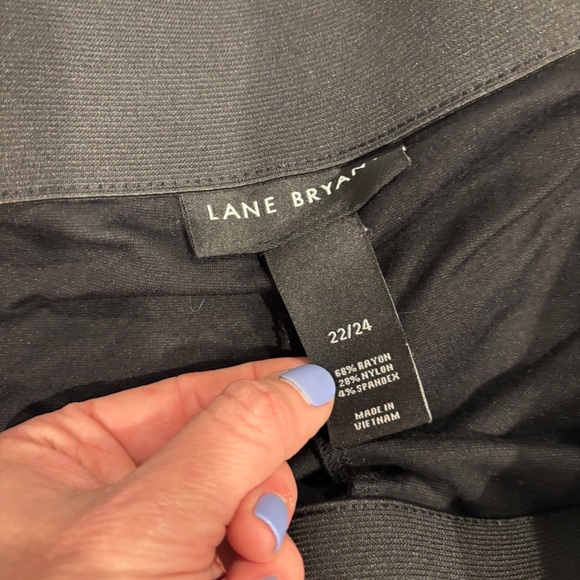 LANE BRYAN
22/24
68% RAYON
28% NYLON
4% SPANDEX
MADE IN
VIETNAM